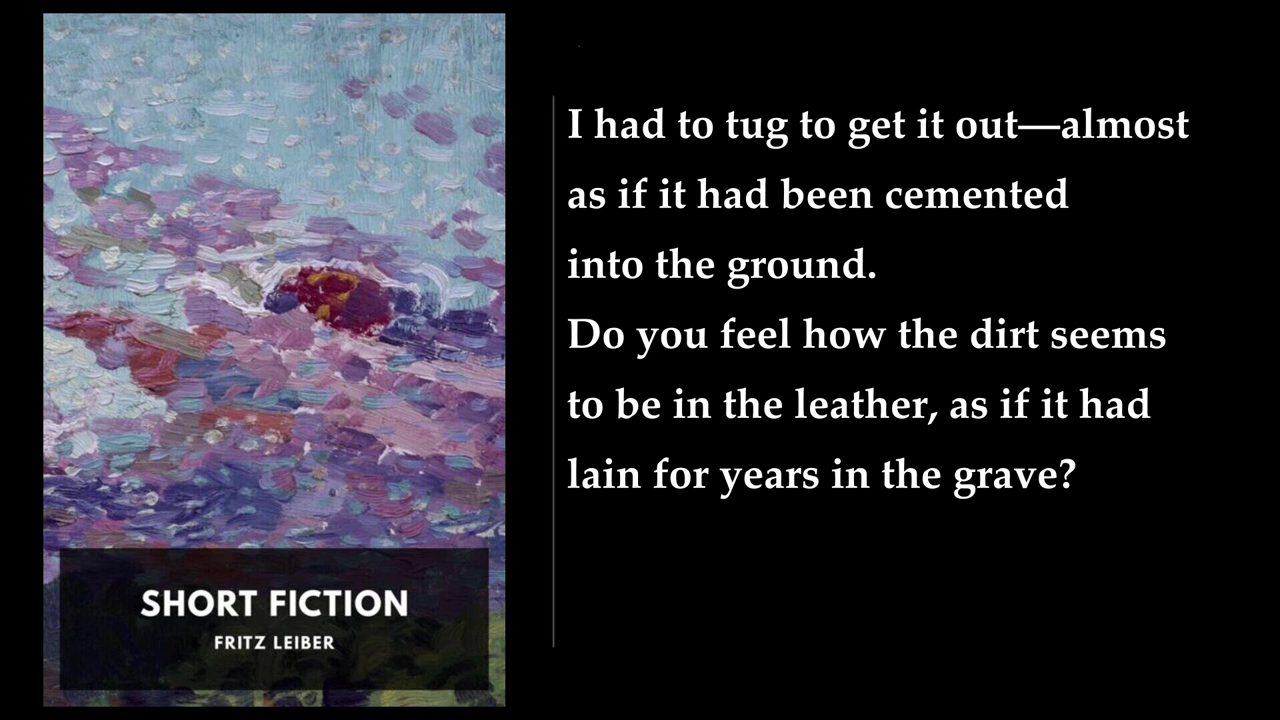 I had to tug to get it out—almost
as if it had been cemented
into the ground.
Do you feel how the dirt seems
to be in the leather, as if it had
lain for years in the grave?
SHORT FICTION
FRITZ LEIBER